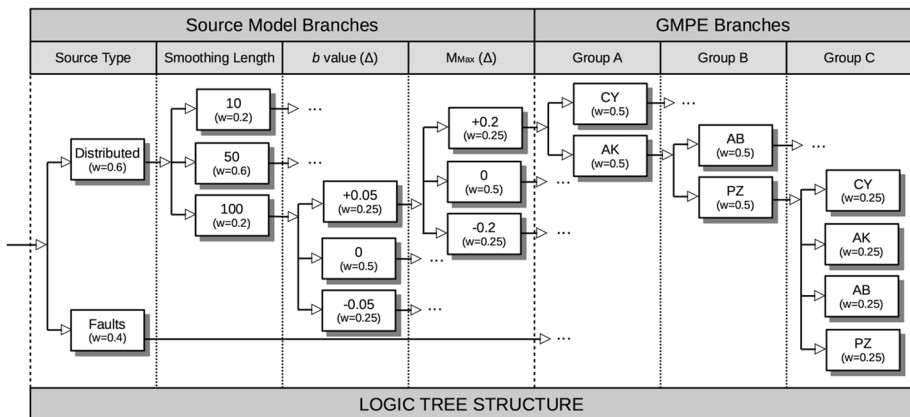 Source Model Branches
GMPE Branches
Source Type
Smoothing Length
b value (Δ)
MMax (Δ)
Group A
Group B
Group C
Distributed
(w=0.6)
Faults
(w=0.4)
10
(w=0.2)
...
50
(w=0.6)
...
100
(w=0.2)
+0.05
(w=0.25)
0
(w=0.5)
...
-0.05
(w=0.25)
...
+0.2
(w=0.25)
0
(w=0.5)
...
-0.2
(w=0.25)
...
...
CY
(w=0.5)
...
AK
(w=0.5)
AB
(w=0.5)
...
PZ
(w=0.5)
CY
(w=0.25)
AK
(w=0.25)
AB
(w=0.25)
PZ
(w=0.25)
LOGIC TREE STRUCTURE